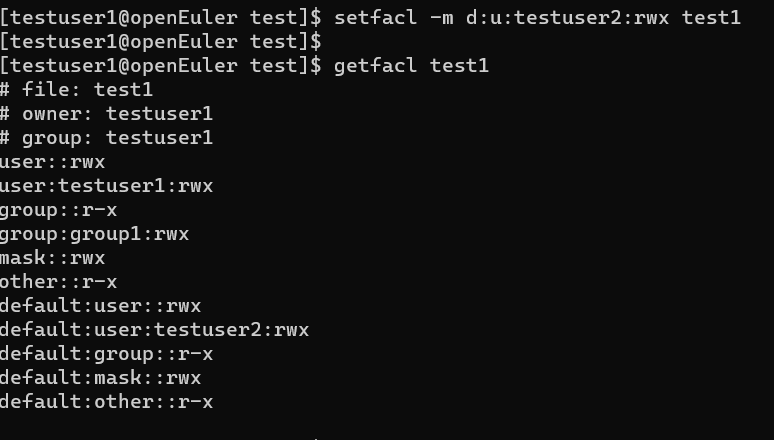 [testuser1@openEuler test]$ setfacl -m d:u:testuser2:rwx test1
[testuser1@openEuler test]$
[testuser1@openEuler test]$ getfacl test1
# file: test1
# owner: testuser1
# group: testuser1
user::rwx
user:testuser1:rwx
group::r-x
group:group1:rwx
mask::rwx
other::r-x
default:user::rwx
default:user:testuser2:rwx
default:group::r-x
default:mask::rwx
default:other::r-x